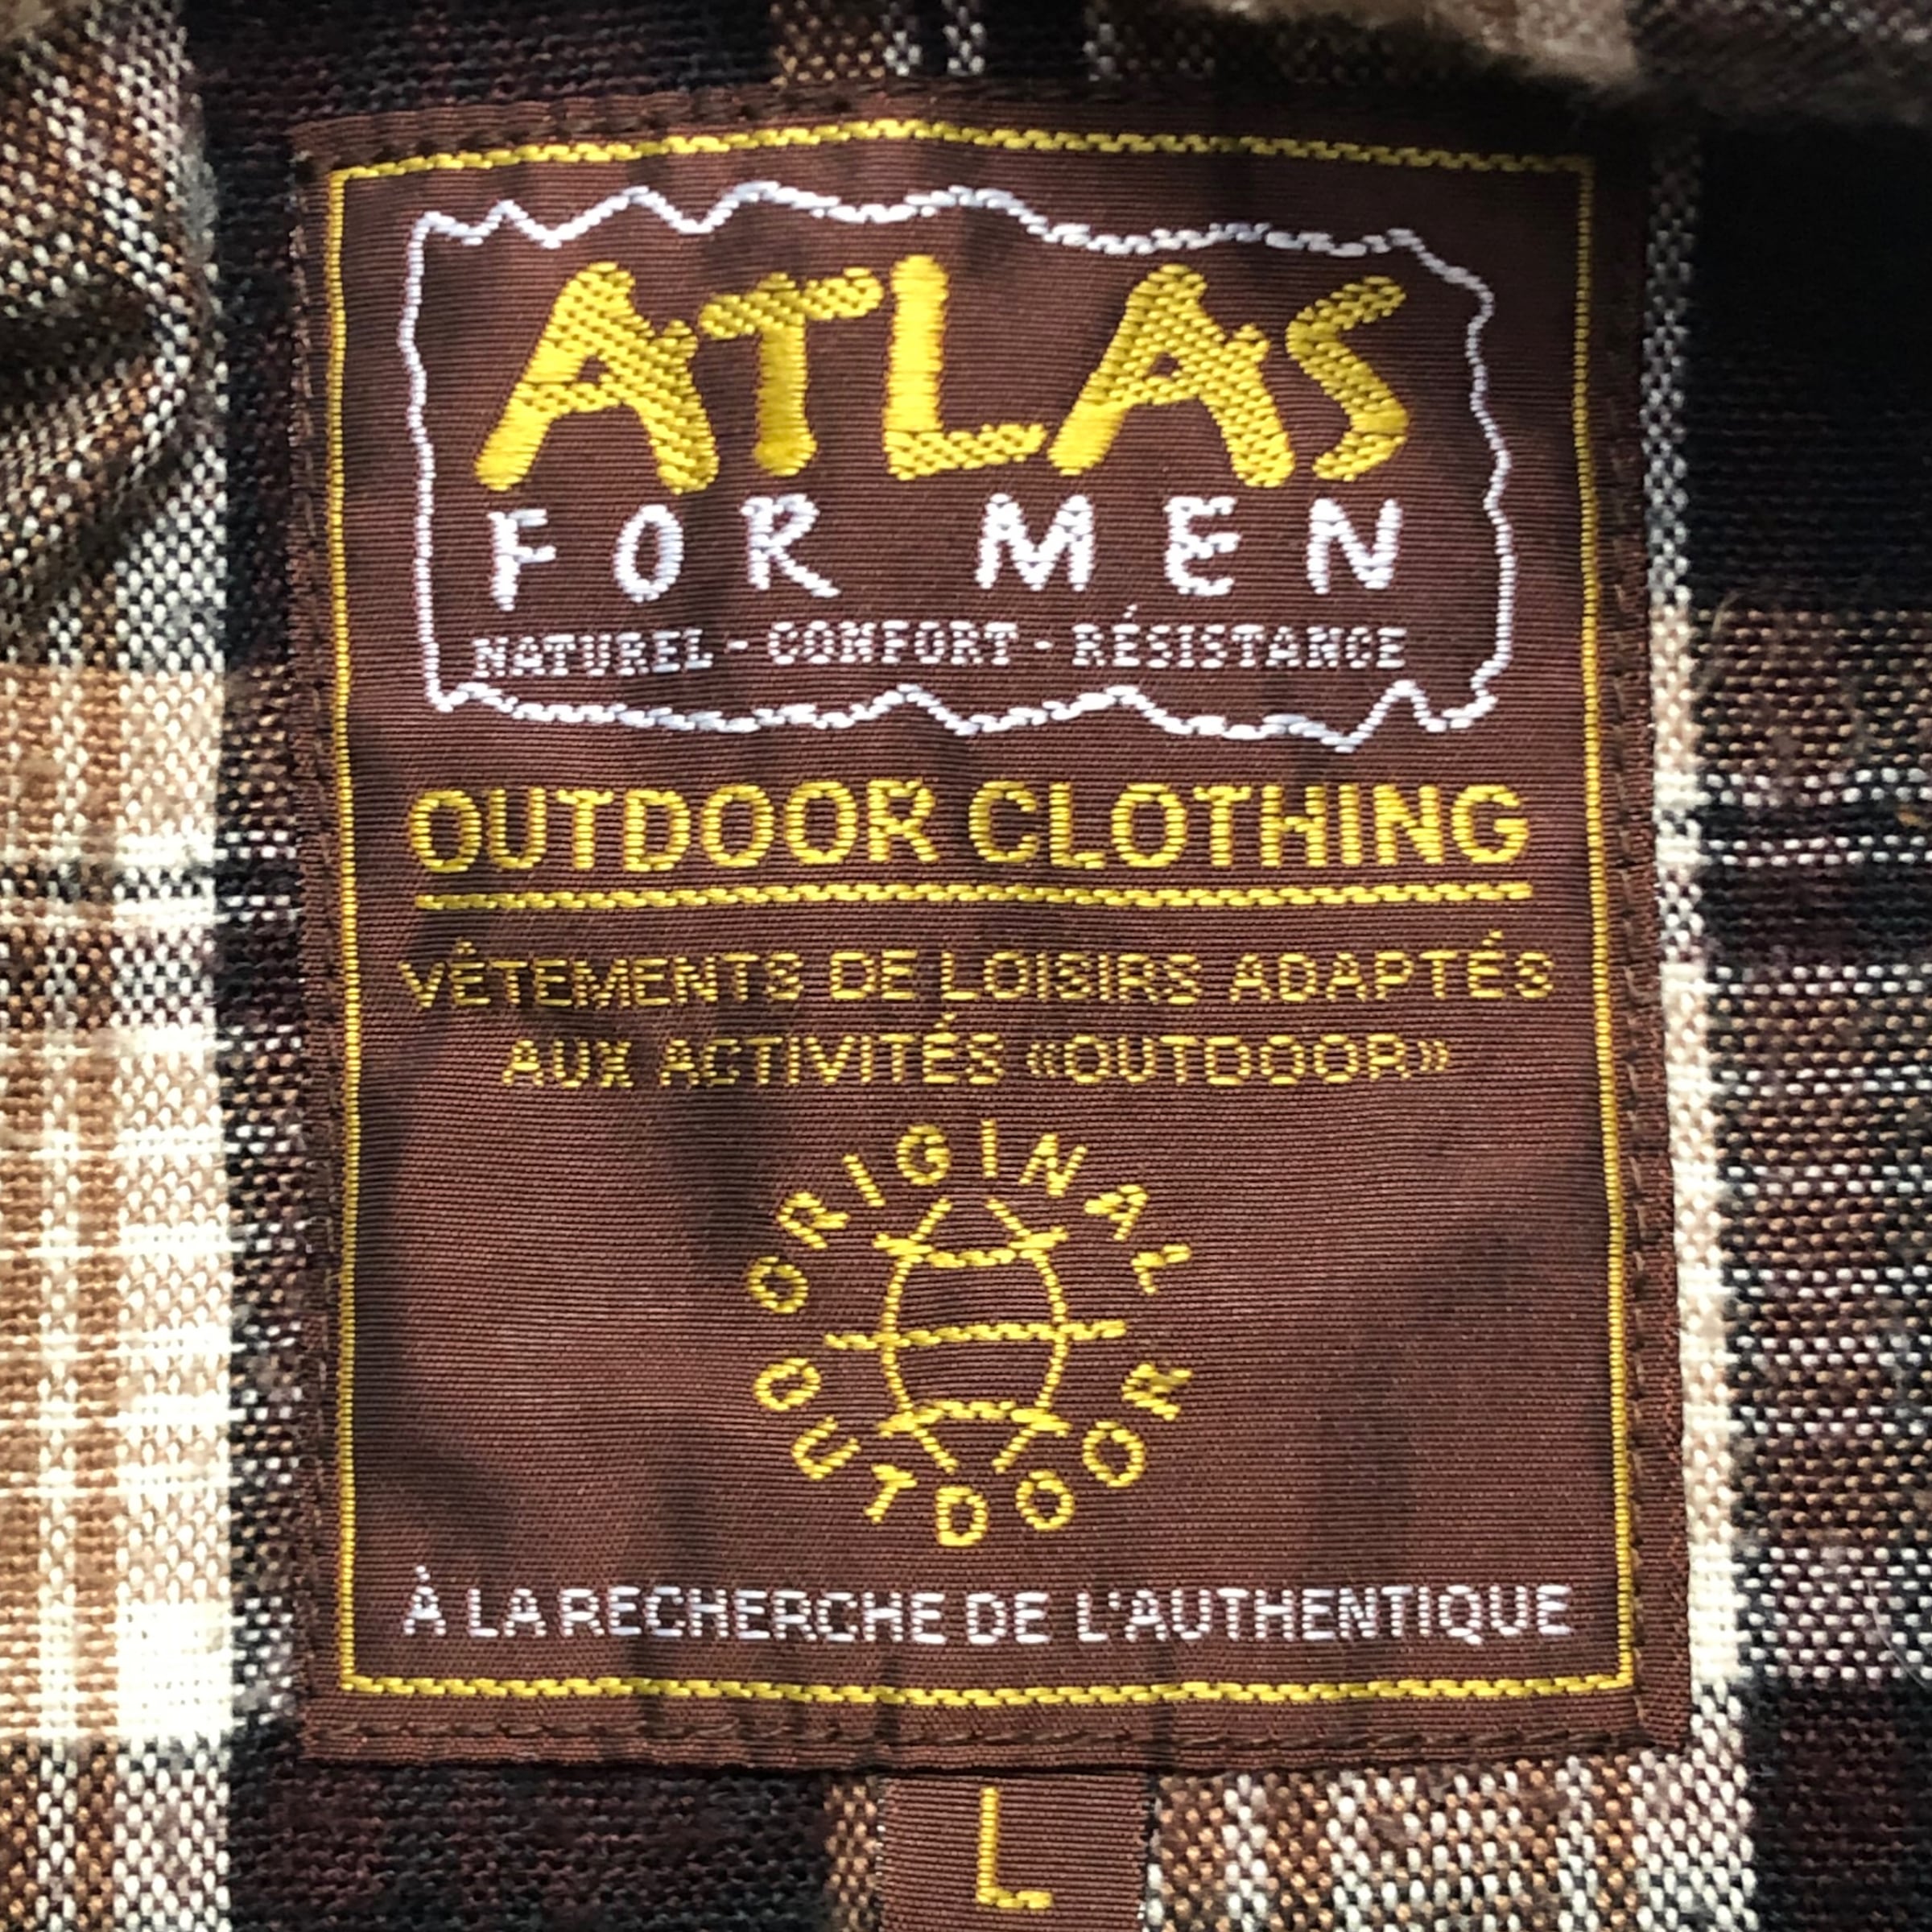 ATLAS
FOR MEN
NATUREL - CONFORT - RÉSISTANCE
OUTDOOR CLOTHING
VÊTEMENTS DE LOISIRS ADAPTÉS
AUX ACTIVITÉS «OUTDOOR»
ORIGINAL
OUTDOOR
À LA RECHERCHE DE L'AUTHENTIQUE
L